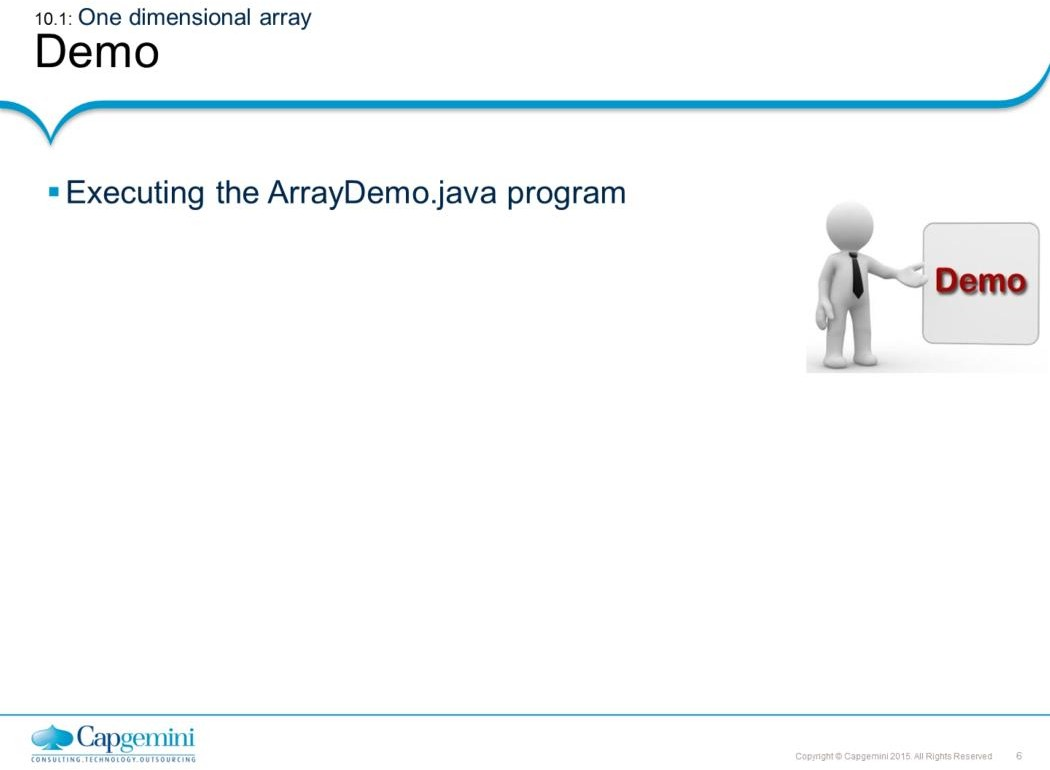 10.1: One dimensional array
Demo
▪ Executing the ArrayDemo.java program
Demo
Capgemini
CONSULTING.TECHNOLOGY.OUTSOURCING
Copyright © Capgemini 2015. All Rights Reserved 6